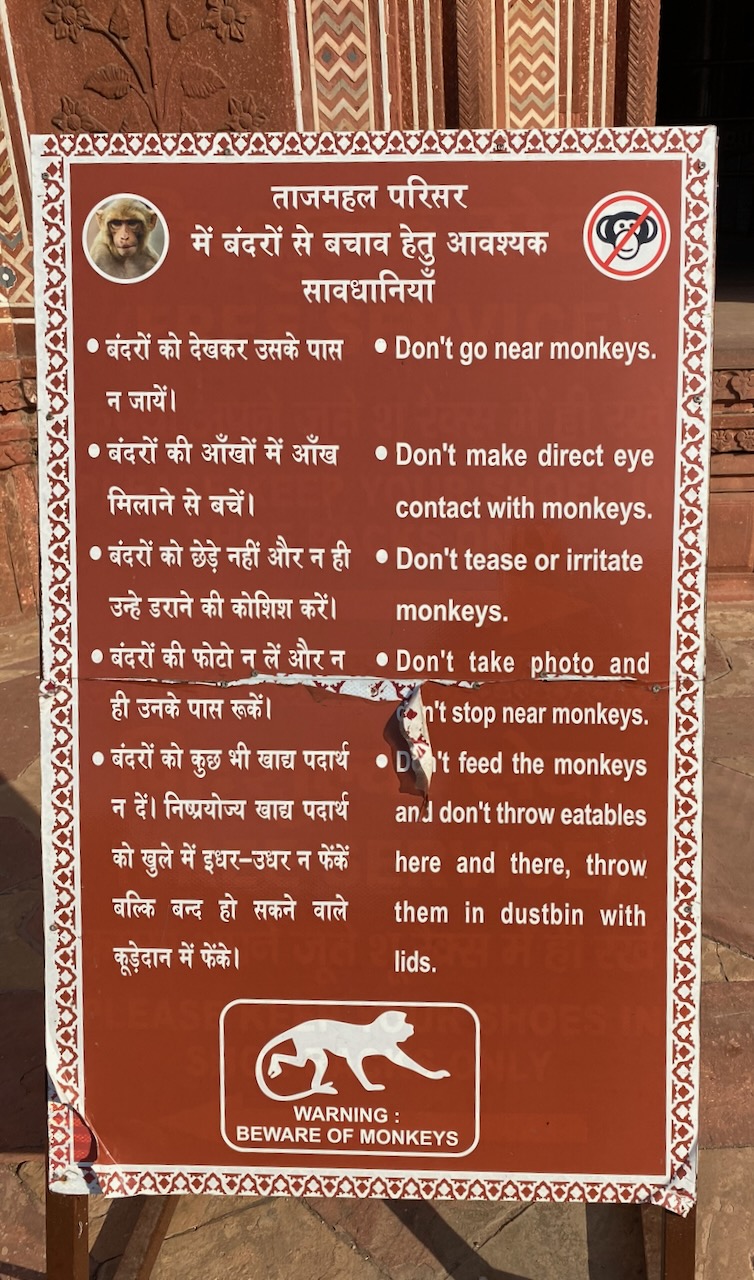 ताजमहल परिसर
में बंदरों से बचाव हेतु आवश्यक
सावधानियाँ
बंदरों को देखकर उसके पास
न जायें।
बंदरों की आँखों में आँख
मिलाने से बचें।
बंदरों को छेड़े नहीं और न ही
उन्हे डराने की कोशिश करें।
बंदरों की फोटो न लें और न
ही उनके पास रूकें।
बंदरों को कुछ भी खाद्य पदार्थ
न दें। निष्प्रयोज्य खाद्य पदार्थ
को खुले में इधर–उधर न फेंकें
बल्कि बन्द हो सकने वाले
कूड़ेदान में फेंके।
Don't go near monkeys.
Don't make direct eye
contact with monkeys.
Don't tease or irritate
monkeys.
Don't take photo and
stop near monkeys.
Don't feed the monkeys
and don't throw eatables
here and there, throw
them in dustbin with
lids.
WARNING :
BEWARE OF MONKEYS